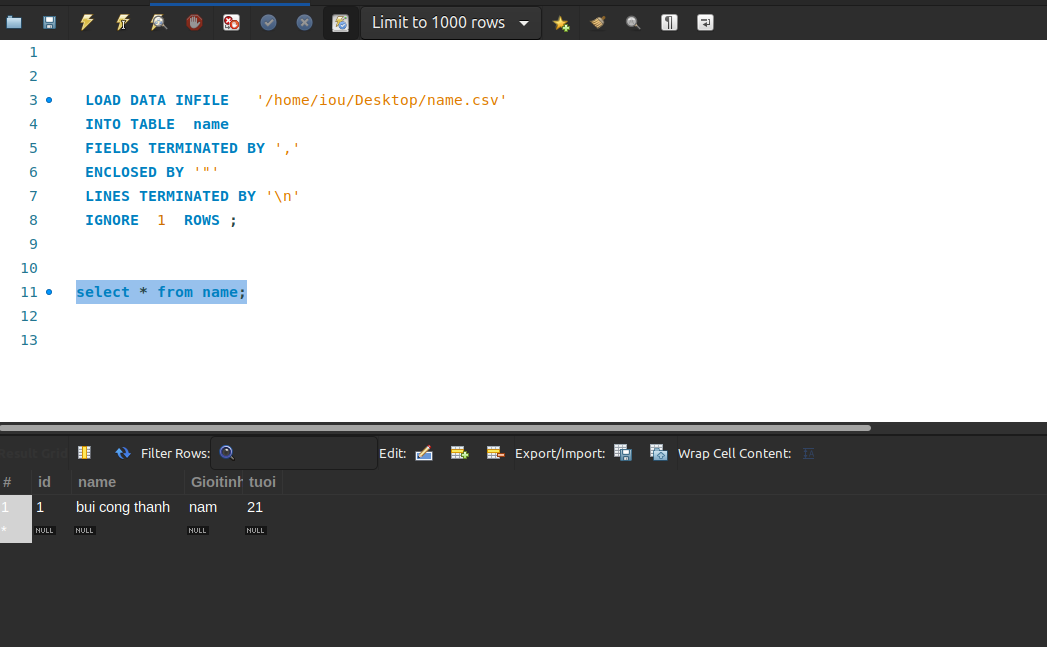 Limit to 1000 rows
1
2
3 LOAD DATA INFILE '/home/iou/Desktop/name.csv'
4 INTO TABLE name
5 FIELDS TERMINATED BY ','
6 ENCLOSED BY '"'
7 LINES TERMINATED BY '\n'
8 IGNORE 1 ROWS ;
9
10
11 select * from name;
12
13
Result Grid Filter Rows: Edit: Export/Import: Wrap Cell Content:
# id name Gioitinh tuoi
1 1 bui cong thanh nam 21
* NULL NULL NULL NULL